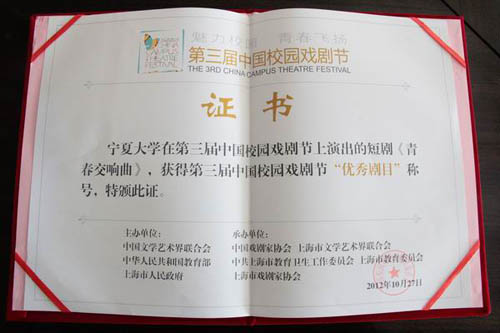 魅力校园 青春飞扬
CHINA
CAMPUS
THEATRE
FESTIVAL
第三届中国校园戏剧节
THE 3RD CHINA CAMPUS THEATRE FESTIVAL
证书
宁夏大学在第三届中国校园戏剧节上演出的短剧《青
春交响曲》，获得第三届中国校园戏剧节“优秀剧目”称
号，特颁此证。
主办单位：
中国文学艺术界联合会
中华人民共和国教育部
上海市人民政府
承办单位：
中国戏剧家协会 上海市文学艺术界联合会
中共上海市教育卫生工作委员会 上海市教育委员会
上海市戏剧家协会
2012年10月27日